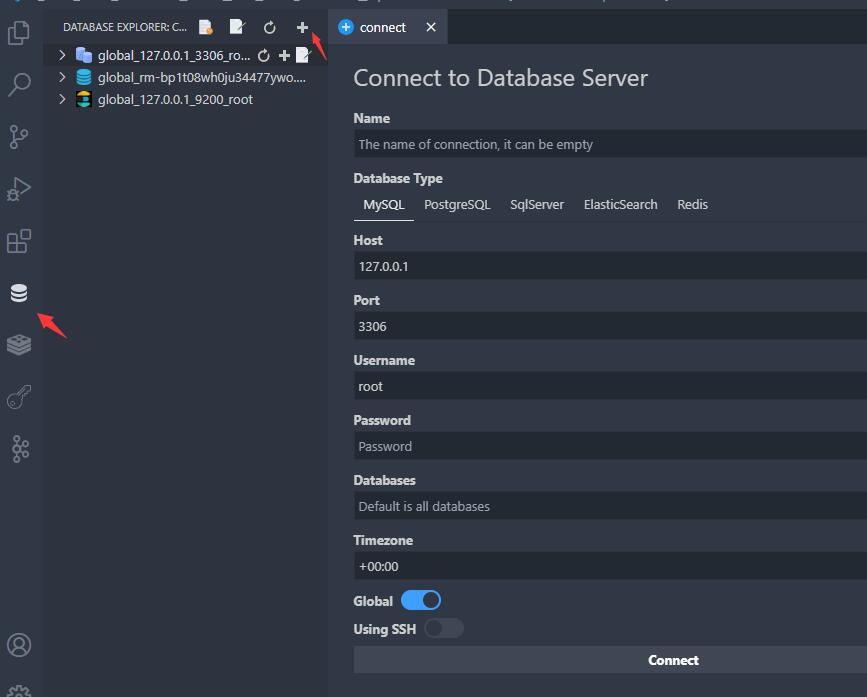 DATABASE EXPLORER: C...
connect
global_127.0.0.1_3306_ro...
global_rm-bp1t08wh0ju34477ywo....
global_127.0.0.1_9200_root
Connect to Database Server
Name
The name of connection, it can be empty
Database Type
MySQL PostgreSQL SqlServer ElasticSearch Redis
Host
127.0.0.1
Port
3306
Username
root
Password
Password
Databases
Default is all databases
Timezone
+00:00
Global
Using SSH
Connect